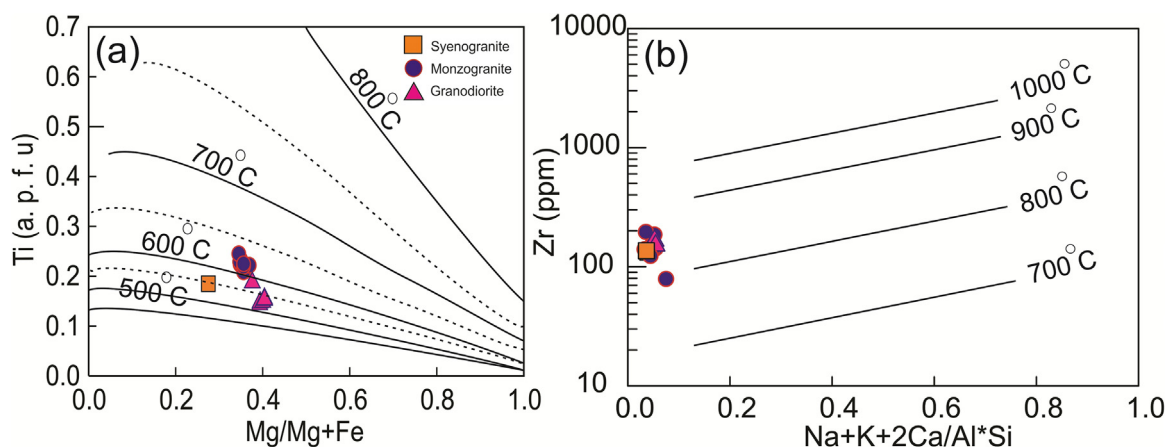 (a)
Syenogranite
Monzogranite
Granodiorite
0.7
0.6
0.5
0.4
0.3
0.2
0.1
0.0
Ti (a. p. f. u)
800°C
700°C
600°C
500°C
0.0 0.2 0.4 0.6 0.8 1.0
Mg/Mg+Fe
(b)
10000
1000
100
10
Zr (ppm)
1000°C
900°C
800°C
700°C
0.0 0.2 0.4 0.6 0.8 1.0
Na+K+2Ca/Al*Si